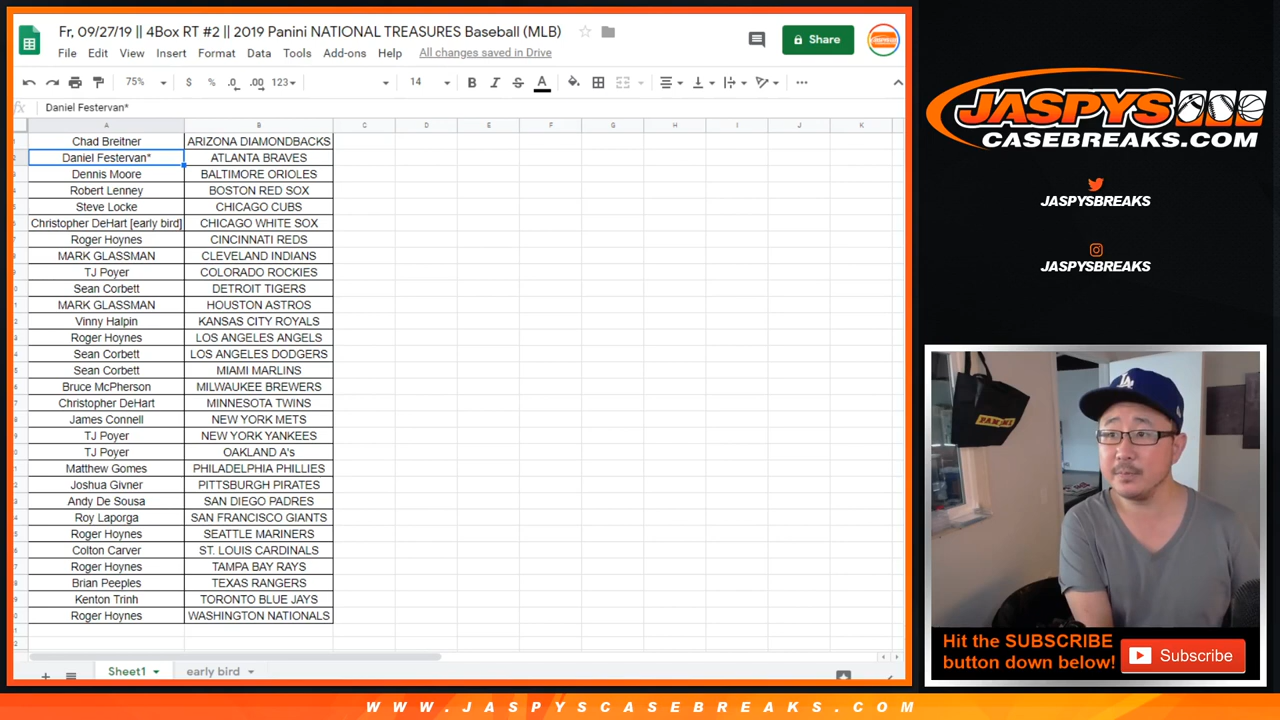 Fr, 09/27/19 || 4Box RT #2 || 2019 Panini NATIONAL TREASURES Baseball (MLB)
File Edit View Insert Format Data Tools Add-ons Help All changes saved in Drive
Share
75% $ % .0 .00 123 14 B I S A
fx Daniel Festervan*
A B C D E F G H I J K
Chad Breitner ARIZONA DIAMONDBACKS
Daniel Festervan* ATLANTA BRAVES
Dennis Moore BALTIMORE ORIOLES
Robert Lenney BOSTON RED SOX
Steve Locke CHICAGO CUBS
Christopher DeHart [early bird] CHICAGO WHITE SOX
Roger Hoynes CINCINNATI REDS
MARK GLASSMAN CLEVELAND INDIANS
TJ Poyer COLORADO ROCKIES
Sean Corbett DETROIT TIGERS
MARK GLASSMAN HOUSTON ASTROS
Vinny Halpin KANSAS CITY ROYALS
Roger Hoynes LOS ANGELES ANGELS
Sean Corbett LOS ANGELES DODGERS
Sean Corbett MIAMI MARLINS
Bruce McPherson MILWAUKEE BREWERS
Christopher DeHart MINNESOTA TWINS
James Connell NEW YORK METS
TJ Poyer NEW YORK YANKEES
TJ Poyer OAKLAND A's
Matthew Gomes PHILADELPHIA PHILLIES
Joshua Givner PITTSBURGH PIRATES
Andy De Sousa SAN DIEGO PADRES
Roy Laporga SAN FRANCISCO GIANTS
Roger Hoynes SEATTLE MARINERS
Colton Carver ST. LOUIS CARDINALS
Roger Hoynes TAMPA BAY RAYS
Brian Peeples TEXAS RANGERS
Kenton Trinh TORONTO BLUE JAYS
Roger Hoynes WASHINGTON NATIONALS
Sheet1 early bird
JASPYS
CASEBREAKS.COM
JASPYSBREAKS
JASPYSBREAKS
PANINI
LA
Hit the SUBSCRIBE
button down below!
Subscribe
WWW.JASPYSCASEBREAKS.COM